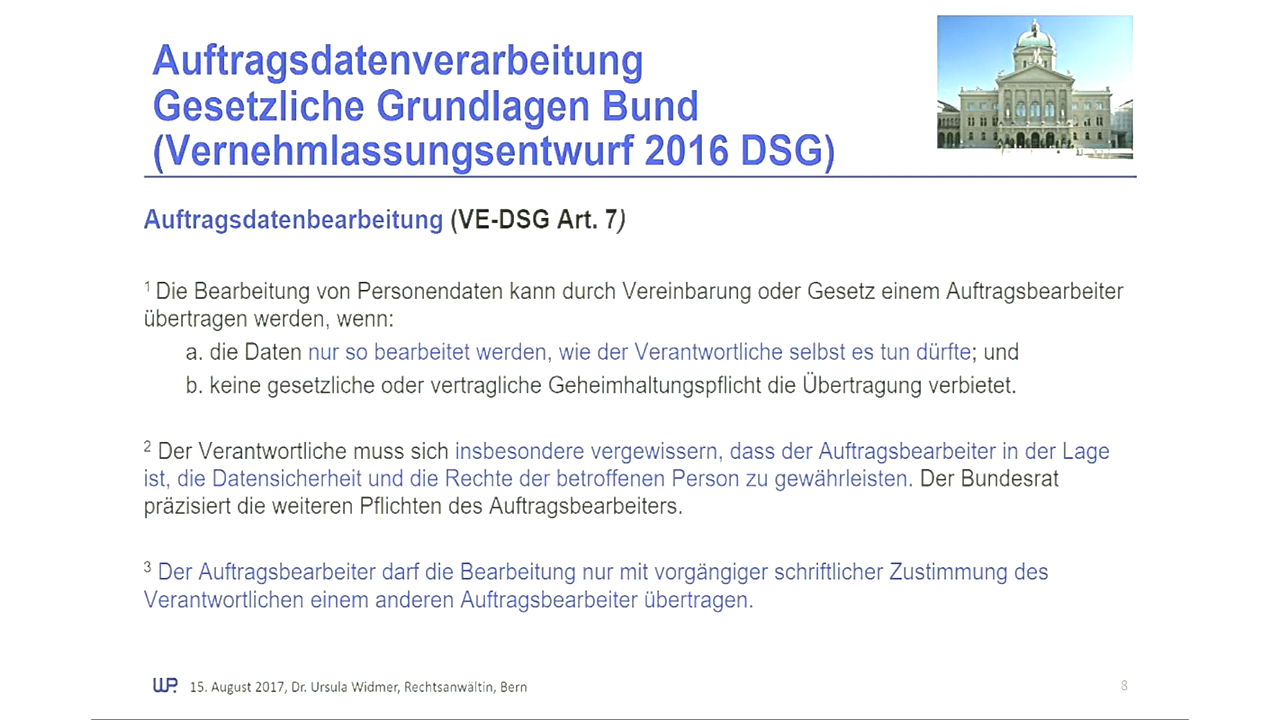 Auftragsdatenverarbeitung
Gesetzliche Grundlagen Bund
(Vernehmlassungsentwurf 2016 DSG)
Auftragsdatenbearbeitung (VE-DSG Art. 7)
1 Die Bearbeitung von Personendaten kann durch Vereinbarung oder Gesetz einem Auftragsbearbeiter
übertragen werden, wenn:
a. die Daten nur so bearbeitet werden, wie der Verantwortliche selbst es tun dürfte; und
b. keine gesetzliche oder vertragliche Geheimhaltungspflicht die Übertragung verbietet.
2 Der Verantwortliche muss sich insbesondere vergewissern, dass der Auftragsbearbeiter in der Lage
ist, die Datensicherheit und die Rechte der betroffenen Person zu gewährleisten. Der Bundesrat
präzisiert die weiteren Pflichten des Auftragsbearbeiters.
3 Der Auftragsbearbeiter darf die Bearbeitung nur mit vorgängiger schriftlicher Zustimmung des
Verantwortlichen einem anderen Auftragsbearbeiter übertragen.
WP. 15. August 2017, Dr. Ursula Widmer, Rechtsanwältin, Bern
8